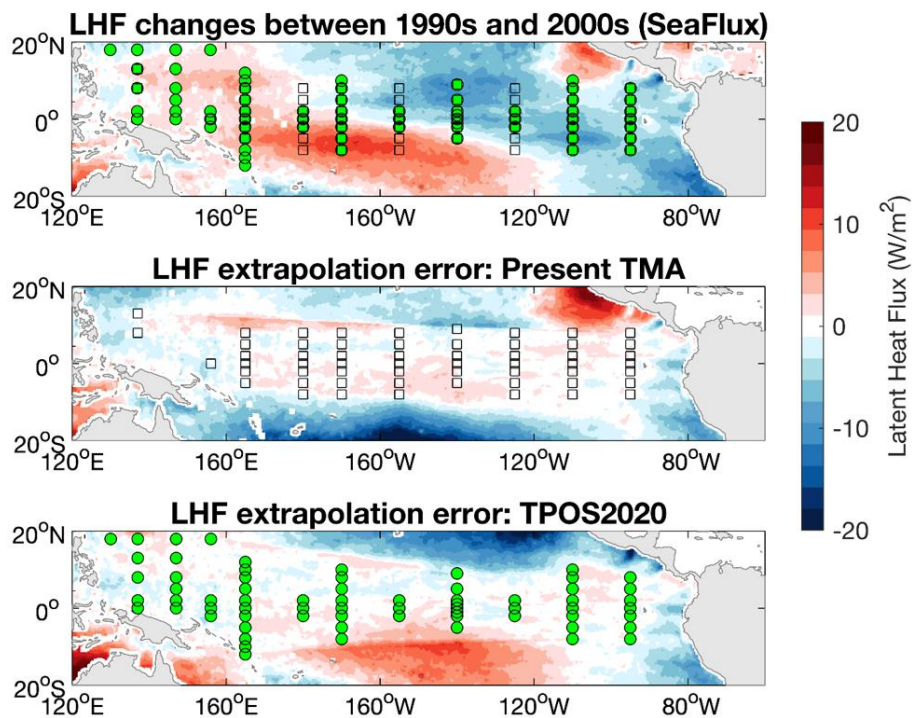 LHF changes between 1990s and 2000s (SeaFlux)
20°N
0°
20°S
120°E 160°E 160°W 120°W 80°W
LHF extrapolation error: Present TMA
20°N
0°
20°S
120°E 160°E 160°W 120°W 80°W
LHF extrapolation error: TPOS2020
20°N
0°
20°S
120°E 160°E 160°W 120°W 80°W
20
10
0
-10
-20
Latent Heat Flux (W/m²)